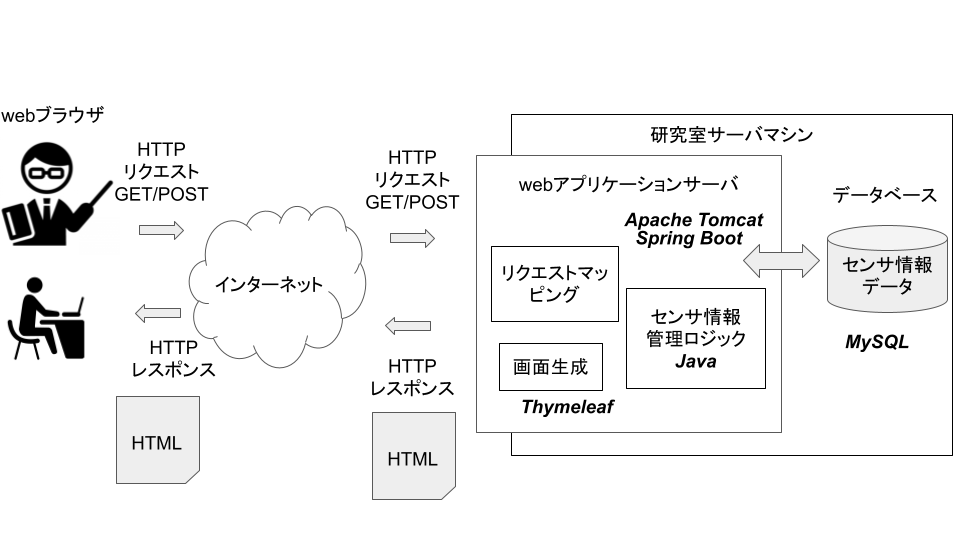 webブラウザ
HTTP
リクエスト
GET/POST
インターネット
HTTP
レスポンス
HTML
HTTP
リクエスト
GET/POST
HTTP
レスポンス
HTML
研究室サーバマシン
webアプリケーションサーバ
Apache Tomcat
Spring Boot
リクエストマッ
ピング
センサ情報
管理ロジック
Java
画面生成
Thymeleaf
データベース
センサ情報
データ
MySQL